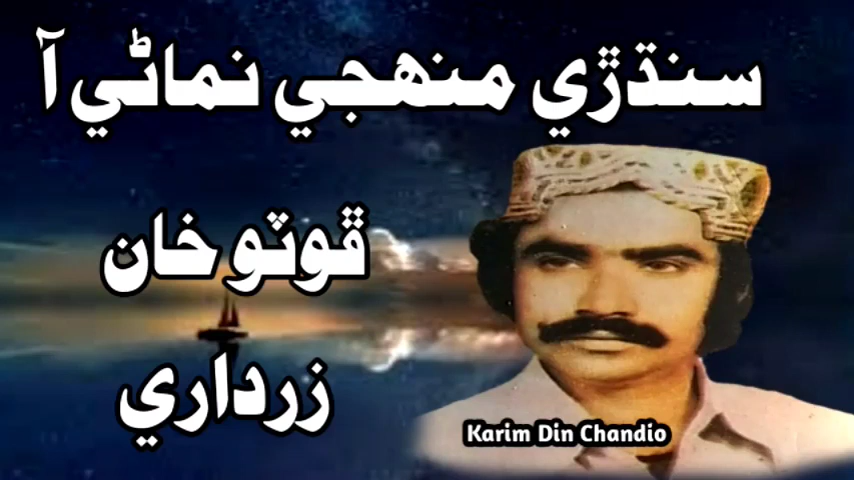 سنڌڙي منهجي نماڻي آ
ڦوٽو خان
زرداري
Karim Din Chandio